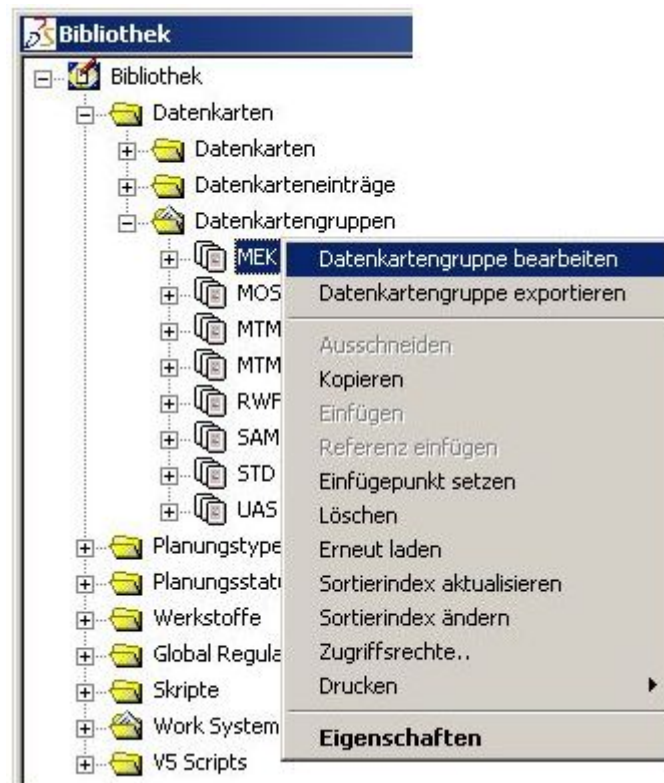 Bibliothek
Bibliothek
Datenkarten
Datenkarten
Datenkarteneinträge
Datenkartengruppen
MEK
MOS
MTM
MTM
RWF
SAM
STD
UAS
Planungstype
Planungsstatu
Werkstoffe
Global Regula
Skripte
Work System
V5 Scripts
Datenkartengruppe bearbeiten
Datenkartengruppe exportieren
Ausschneiden
Kopieren
Einfügen
Referenz einfügen
Einfügepunkt setzen
Löschen
Erneut laden
Sortierindex aktualisieren
Sortierindex ändern
Zugriffsrechte..
Drucken
Eigenschaften